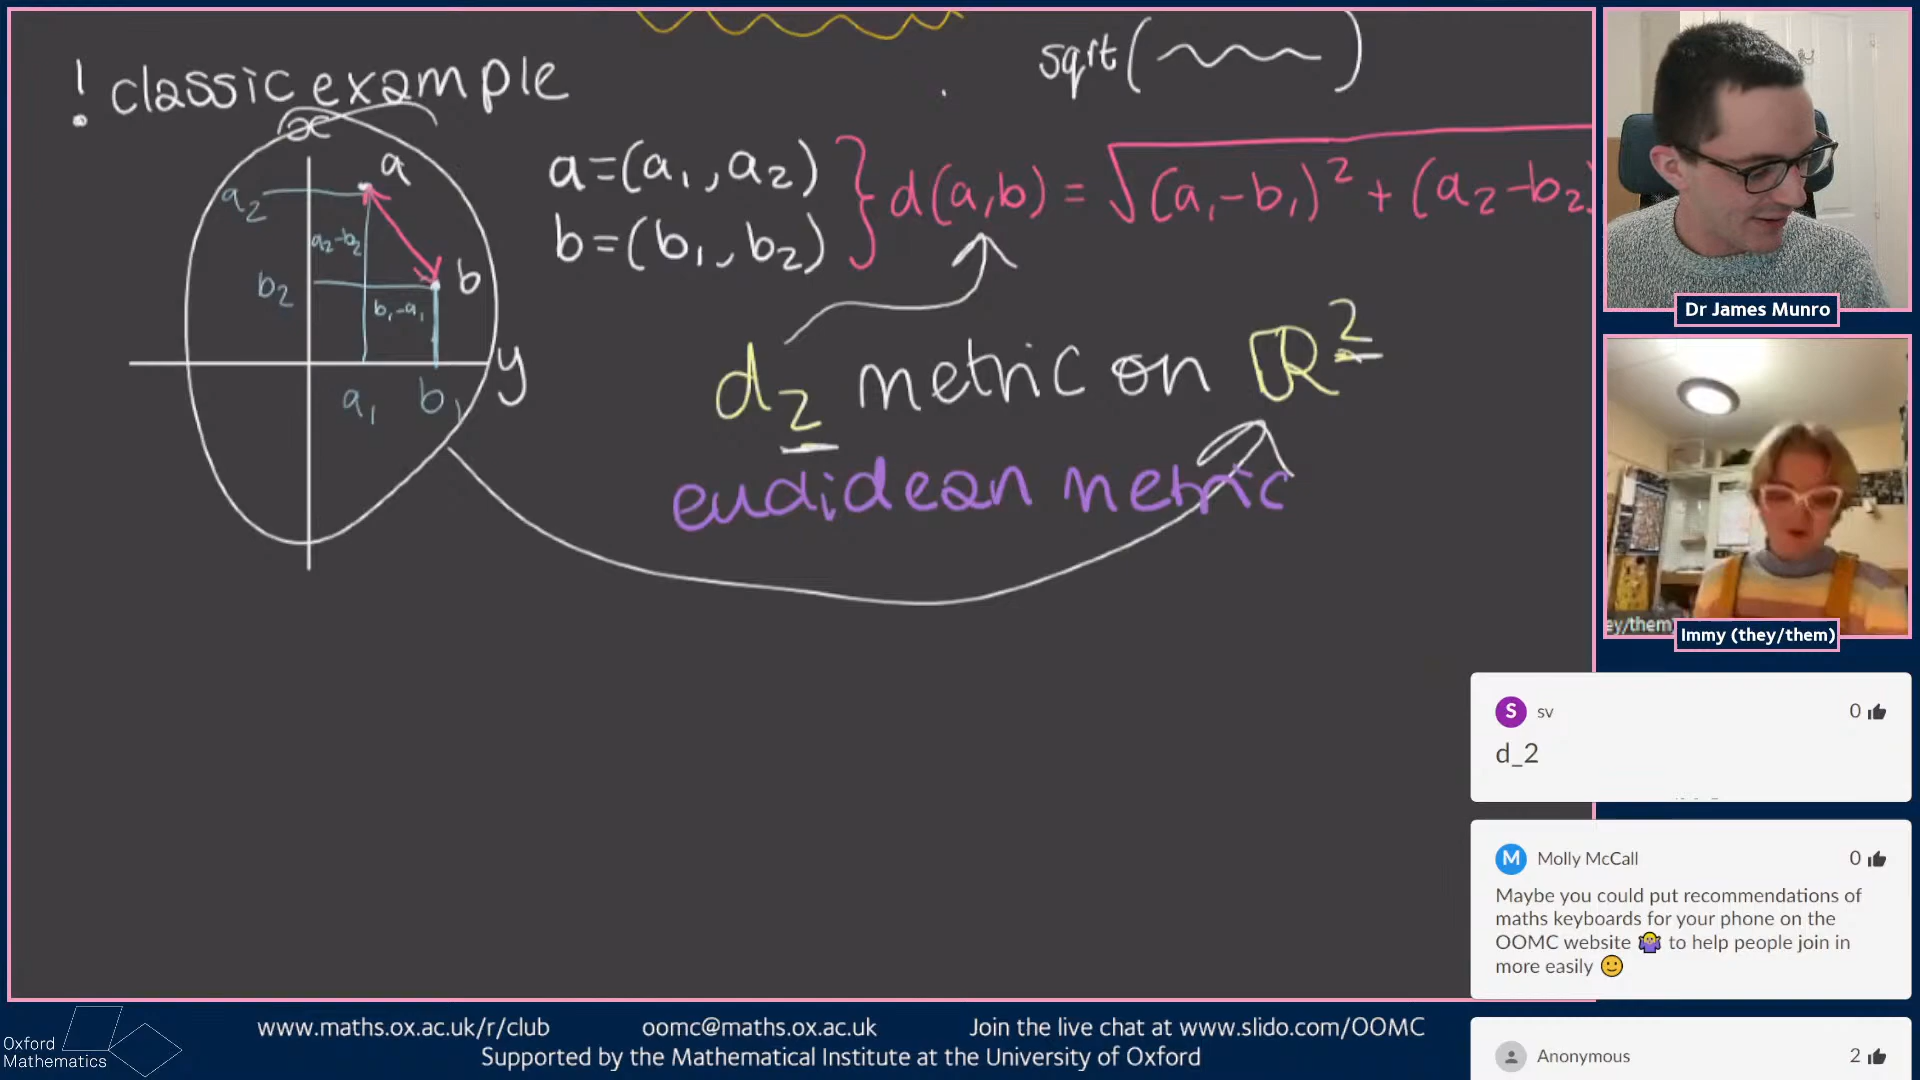 ! classic example
sqrt(
x
a
a₂
a₂-b₂
b
b₂
b₁-a₁
y
a₁
b₁
a=(a₁,a₂)
b=(b₁,b₂)
} d(a,b) = √(a₁-b₁)² + (a₂-b₂)
d₂ metric on ℝ²
euclidean metric
Dr James Munro
ey/them
Immy (they/them)
S sv 0
d_2
M Molly McCall 0
Maybe you could put recommendations of
maths keyboards for your phone on the
OOMC website 🤷‍♀️ to help people join in
more easily 🙂
Anonymous 2
Oxford
Mathematics
www.maths.ox.ac.uk/r/club oomc@maths.ox.ac.uk Join the live chat at www.slido.com/OOMC
Supported by the Mathematical Institute at the University of Oxford